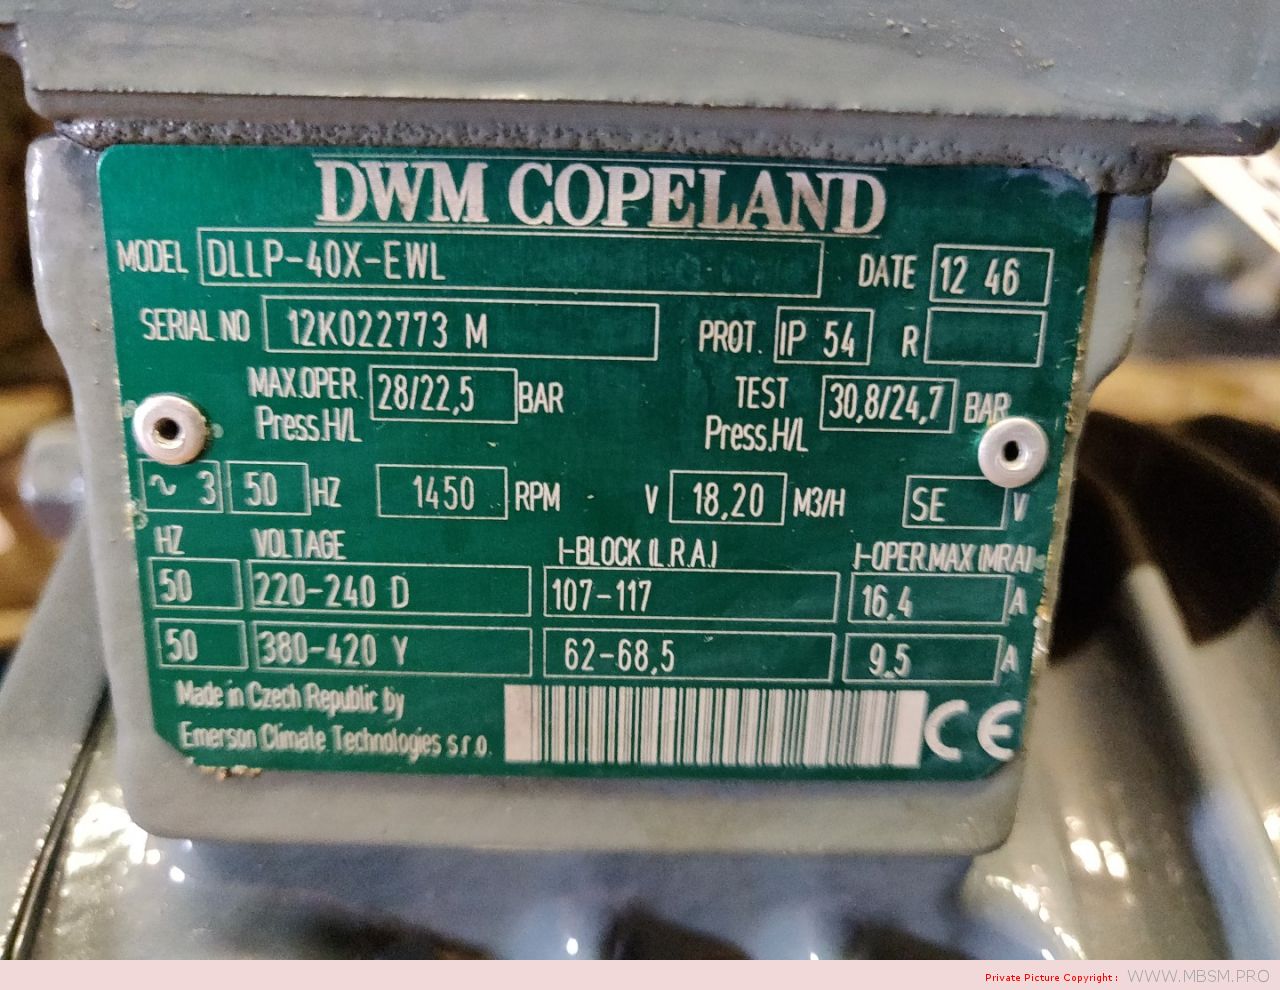 DWM COPELAND
MODEL DLLP-40X-EWL DATE 12 46
SERIAL NO 12K022773 M PROT. IP 54 R
MAX.OPER. Press.H/L 28/22,5 BAR TEST Press.H/L 30,8/24,7 BAR
~ 3 50 HZ 1450 RPM V 18,20 M3/H SE V
HZ VOLTAGE I-BLOCK (L.R.A.) I-OPER.MAX (MRA)
50 220-240 D 107-117 16,4 A
50 380-420 Y 62-68,5 9.5 A
Made in Czech Republic by
Emerson Climate Technologies s.r.o. CE
Private Picture Copyright : WWW.MBSM.PRO